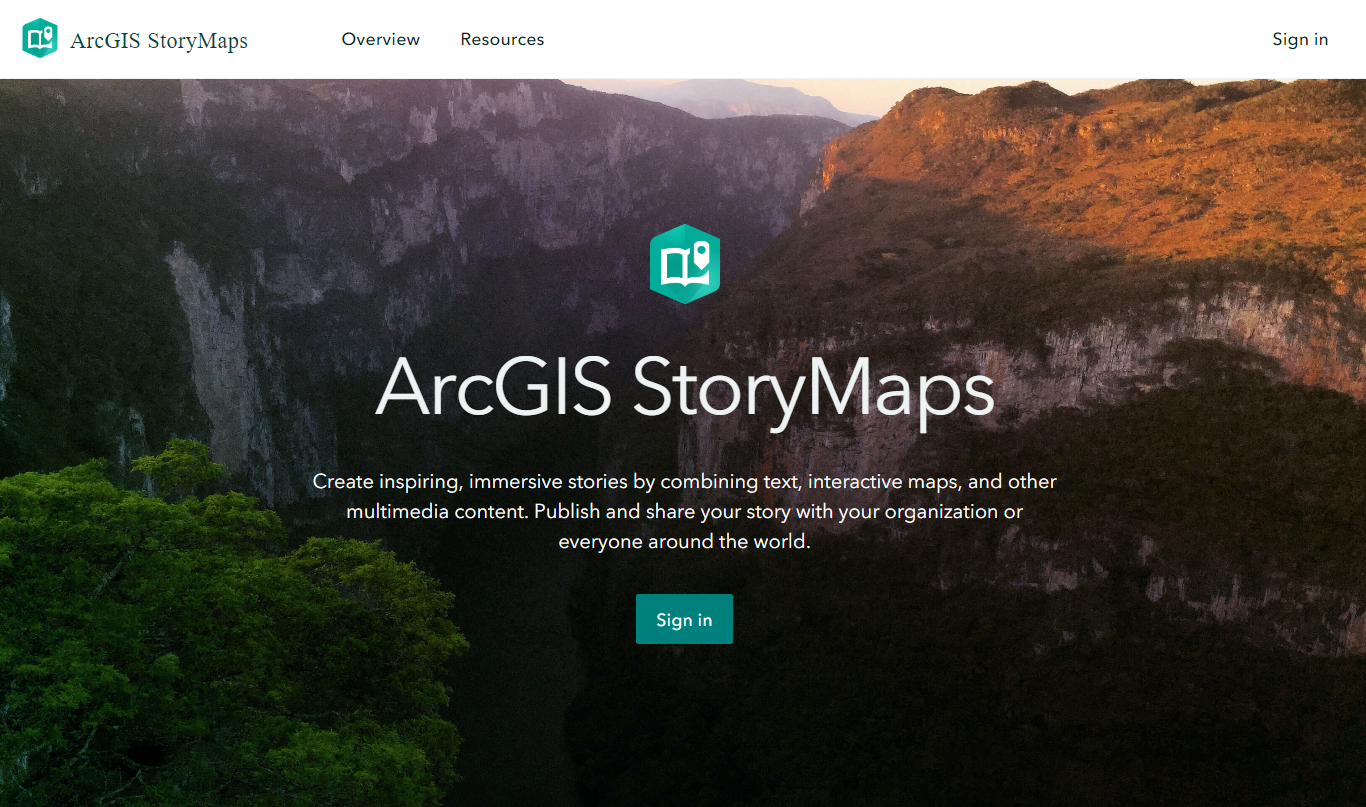 ArcGIS StoryMaps
Overview
Resources
Sign in
ArcGIS StoryMaps
Create inspiring, immersive stories by combining text, interactive maps, and other
multimedia content. Publish and share your story with your organization or
everyone around the world.
Sign in